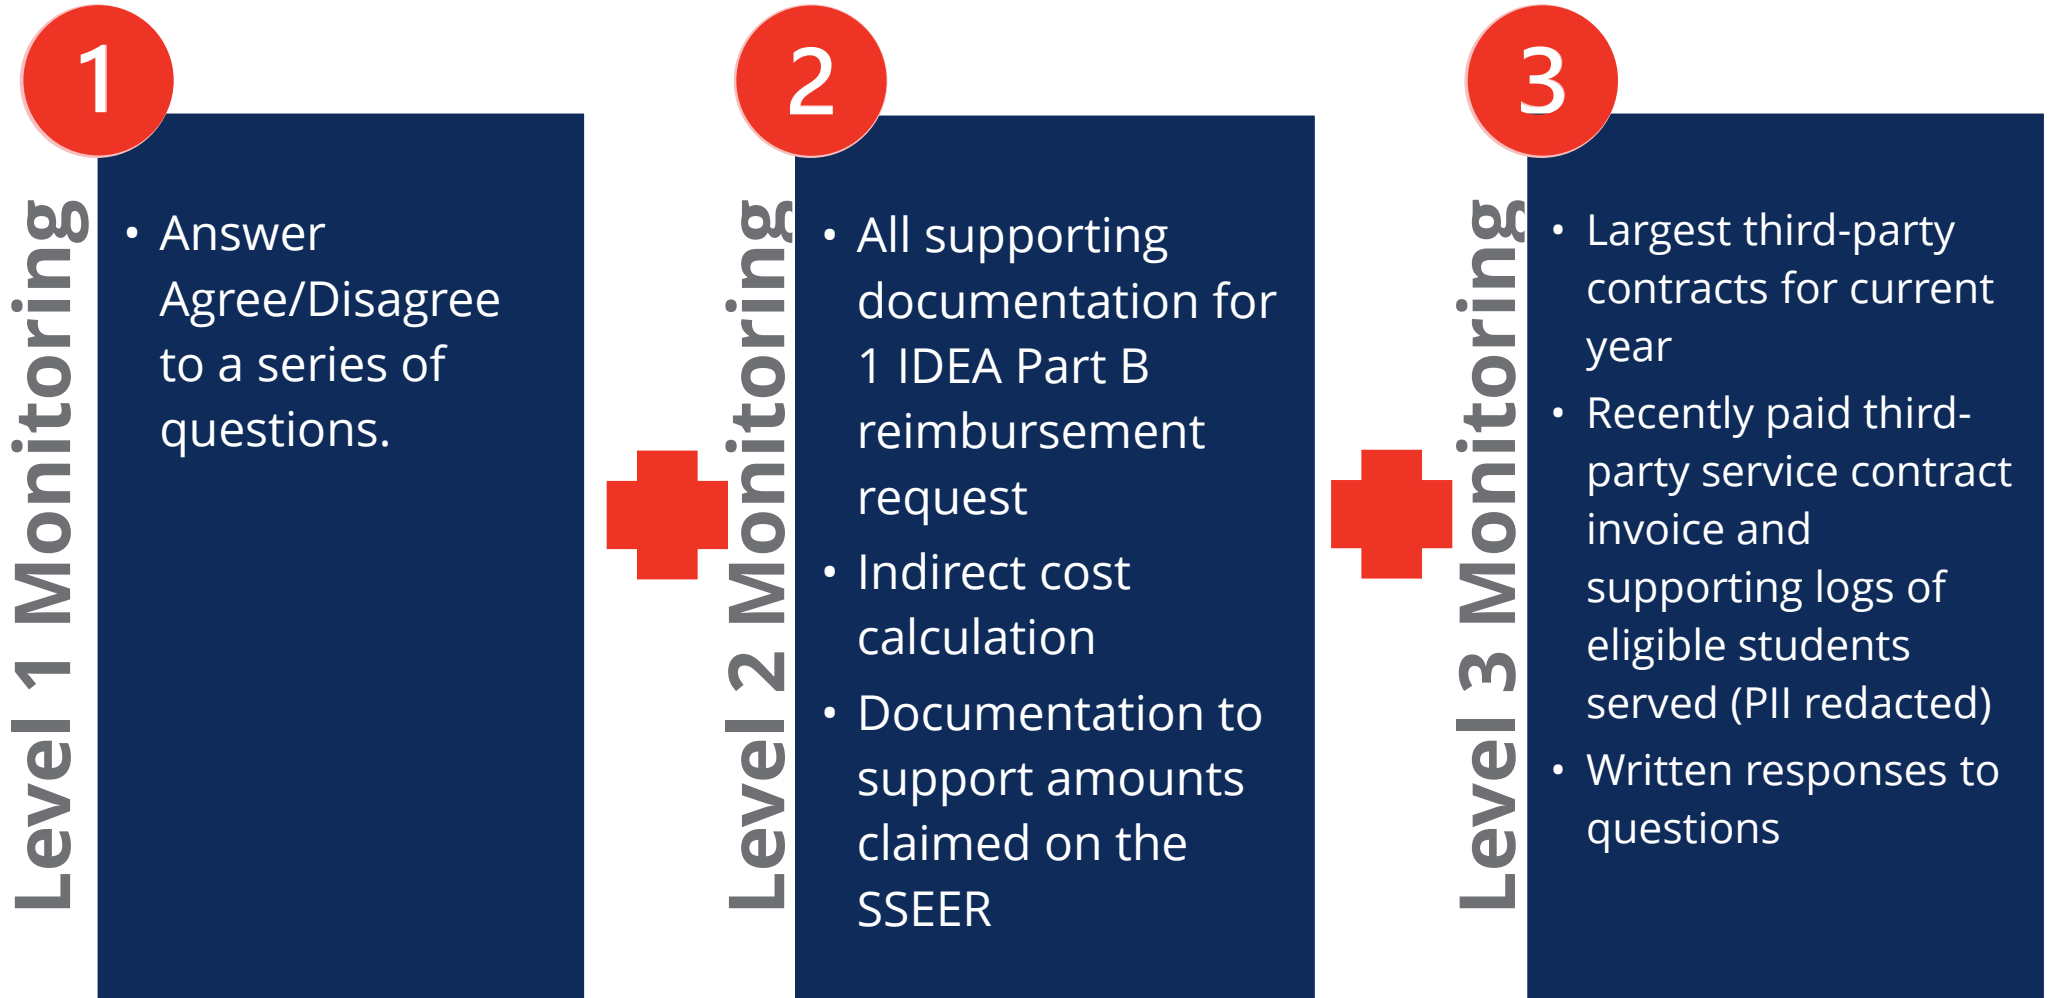 1
Level 1 Monitoring
• Answer
Agree/Disagree
to a series of
questions.
2
Level 2 Monitoring
• All supporting
documentation for
1 IDEA Part B
reimbursement
request
• Indirect cost
calculation
• Documentation to
support amounts
claimed on the
SSEER
3
Level 3 Monitoring
• Largest third-party
contracts for current
year
• Recently paid third-
party service contract
invoice and
supporting logs of
eligible students
served (PII redacted)
• Written responses to
questions